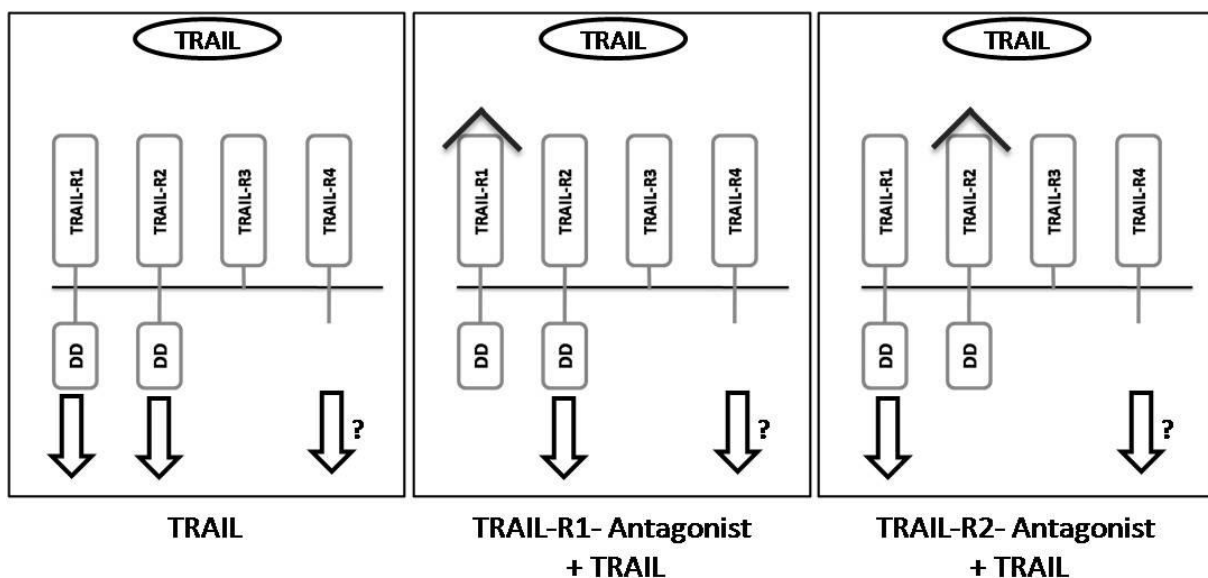 TRAIL
TRAIL-R1
TRAIL-R2
TRAIL-R3
TRAIL-R4
DD
DD
?
TRAIL
TRAIL
TRAIL-R1
TRAIL-R2
TRAIL-R3
TRAIL-R4
DD
DD
?
TRAIL-R1- Antagonist
+ TRAIL
TRAIL
TRAIL-R1
TRAIL-R2
TRAIL-R3
TRAIL-R4
DD
DD
?
TRAIL-R2- Antagonist
+ TRAIL